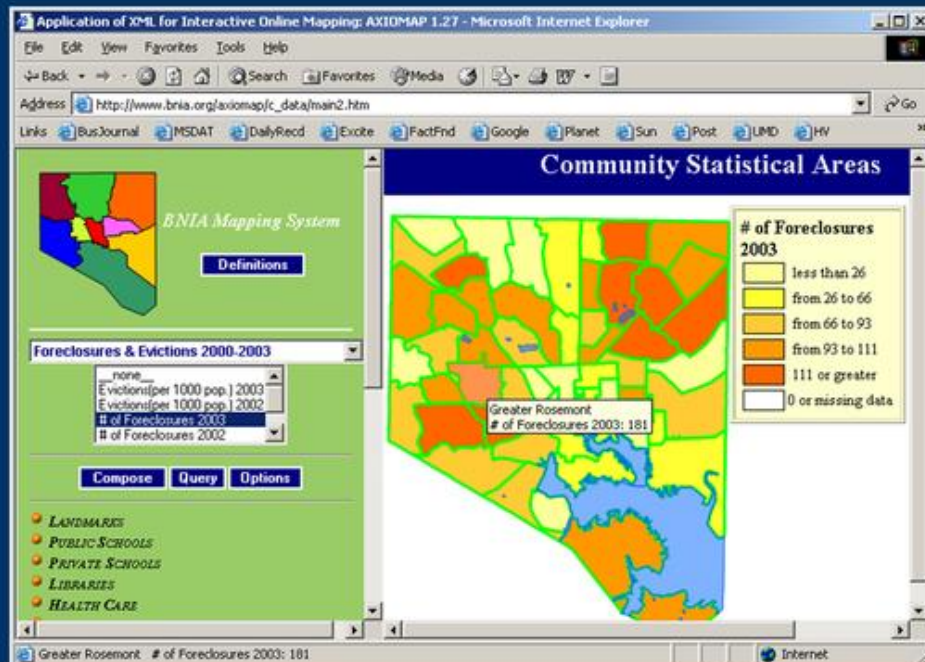 Application of XML for Interactive Online Mapping: AXIOMAP 1.27 - Microsoft Internet Explorer
File Edit View Favorites Tools Help
Back Search Favorites Media
Address http://www.bnia.org/axiomap/c_data/main2.htm Go
Links BusJournal MSDAT DailyRecd Excite FactFnd Google Planet Sun Post UMD HV »
BNIA Mapping System
Definitions
Foreclosures & Evictions 2000-2003
__none__
Evictions(per 1000 pop.) 2003
Evictions(per 1000 pop.) 2002
# of Foreclosures 2003
# of Foreclosures 2002
Compose Query Options
LANDMARKS
PUBLIC SCHOOLS
PRIVATE SCHOOLS
LIBRARIES
HEALTH CARE
Community Statistical Areas
# of Foreclosures
2003
less than 26
from 26 to 66
from 66 to 93
from 93 to 111
111 or greater
0 or missing data
Greater Rosemont
# of Foreclosures 2003: 181
Greater Rosemont # of Foreclosures 2003: 181
Internet